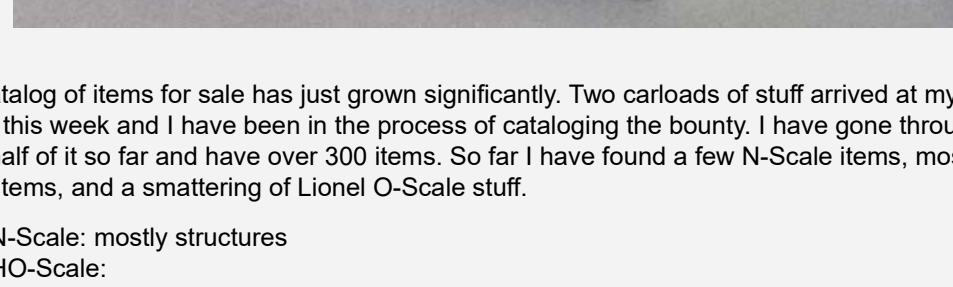 talog of items for sale has just grown significantly. Two carloads of stuff arrived at my
this week and I have been in the process of cataloging the bounty. I have gone throu
alf of it so far and have over 300 items. So far I have found a few N-Scale items, mos
tems, and a smattering of Lionel O-Scale stuff.
N-Scale: mostly structures
HO-Scale: